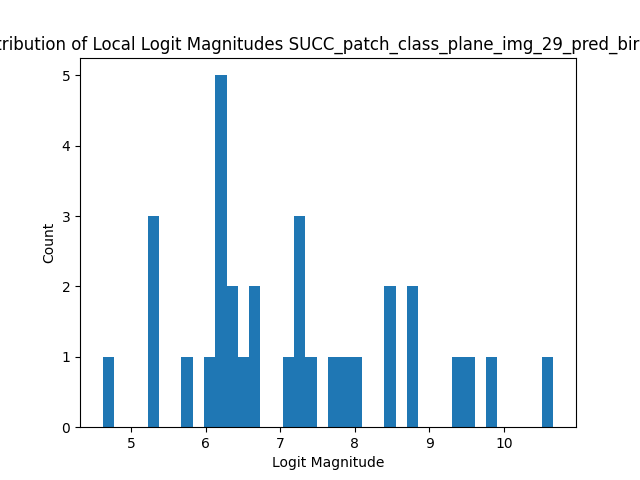 tribution of Local Logit Magnitudes SUCC_patch_class_plane_img_29_pred_bir
5
4
3
2
1
0
Count
5 6 7 8 9 10
Logit Magnitude